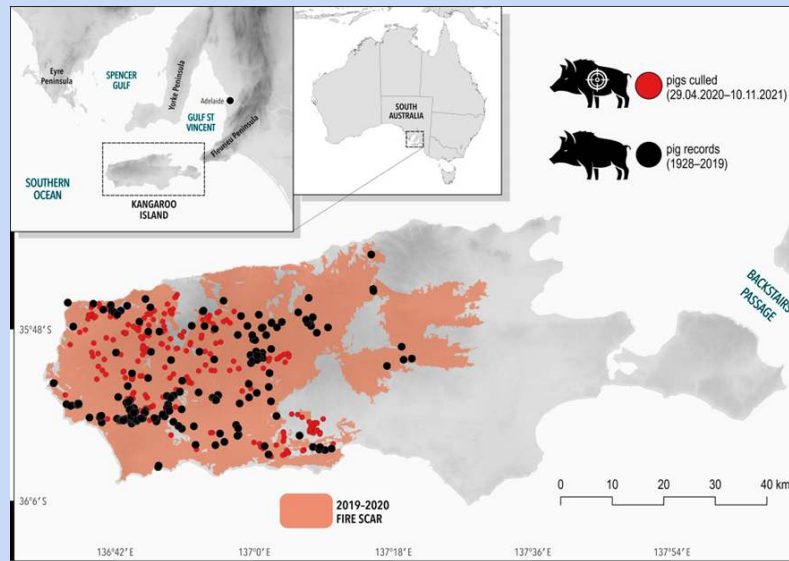 Eyre
Peninsula
SPENCER
GULF
Yorke Peninsula
Adelaide
GULF ST
VINCENT
Fleurieu Peninsula
SOUTHERN
OCEAN
KANGAROO
ISLAND
SOUTH
AUSTRALIA
pigs culled
(29.04.2020–10.11.2021)
pig records
(1928–2019)
BACKSTAIRS
PASSAGE
35°48' S
36°6' S
2019-2020
FIRE SCAR
0 10 20 30 40 km
136°42' E
137°0' E
137°18' E
137°36' E
137°54' E